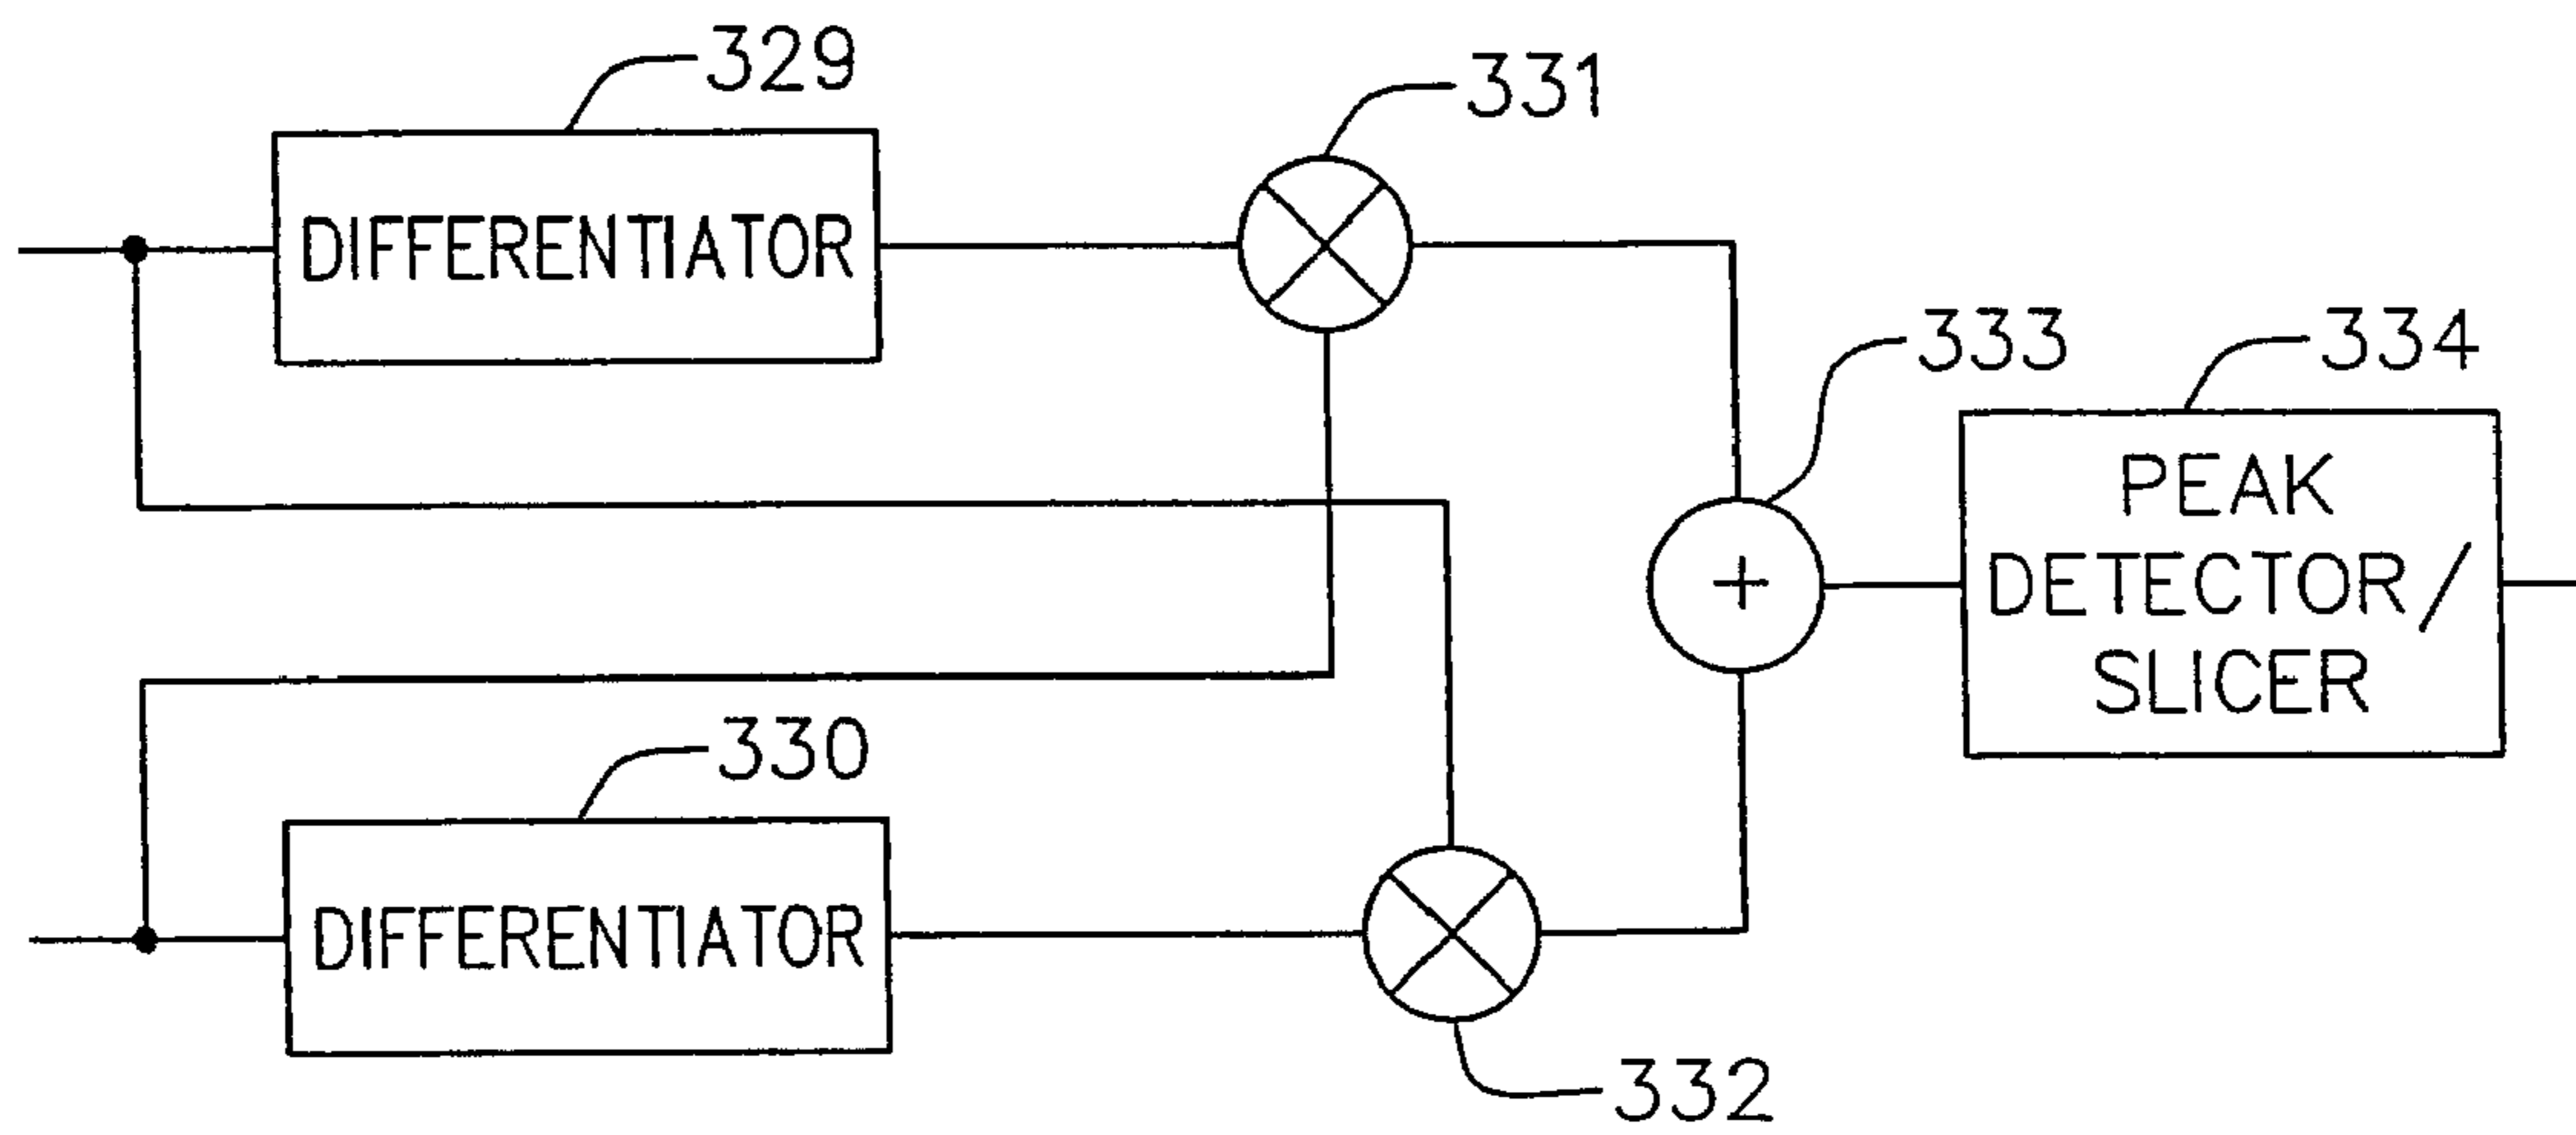 329
331
DIFFERENTIATOR
333
334
PEAK
DETECTOR/
SLICER
+
330
DIFFERENTIATOR
332